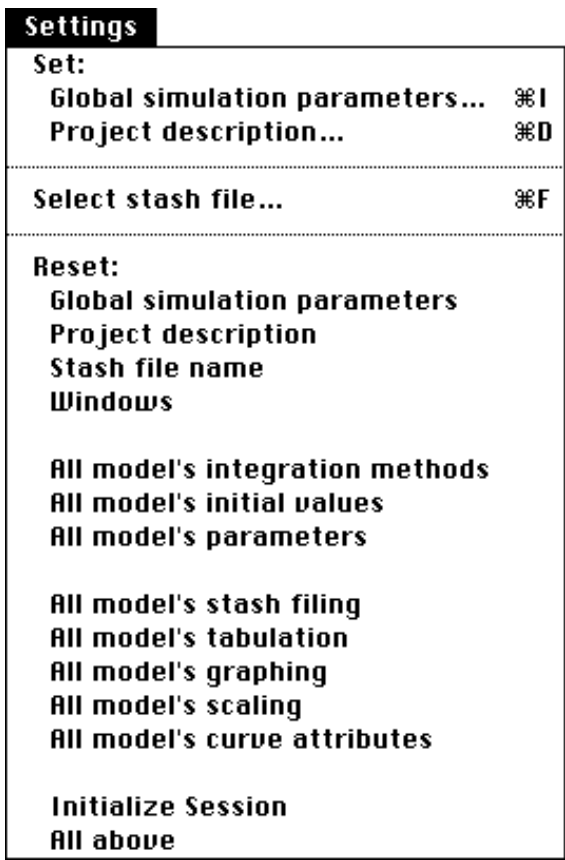 Settings
Set:
Global simulation parameters... ⌘I
Project description... ⌘D
Select stash file... ⌘F
Reset:
Global simulation parameters
Project description
Stash file name
Windows
All model's integration methods
All model's initial values
All model's parameters
All model's stash filing
All model's tabulation
All model's graphing
All model's scaling
All model's curve attributes
Initialize Session
All above